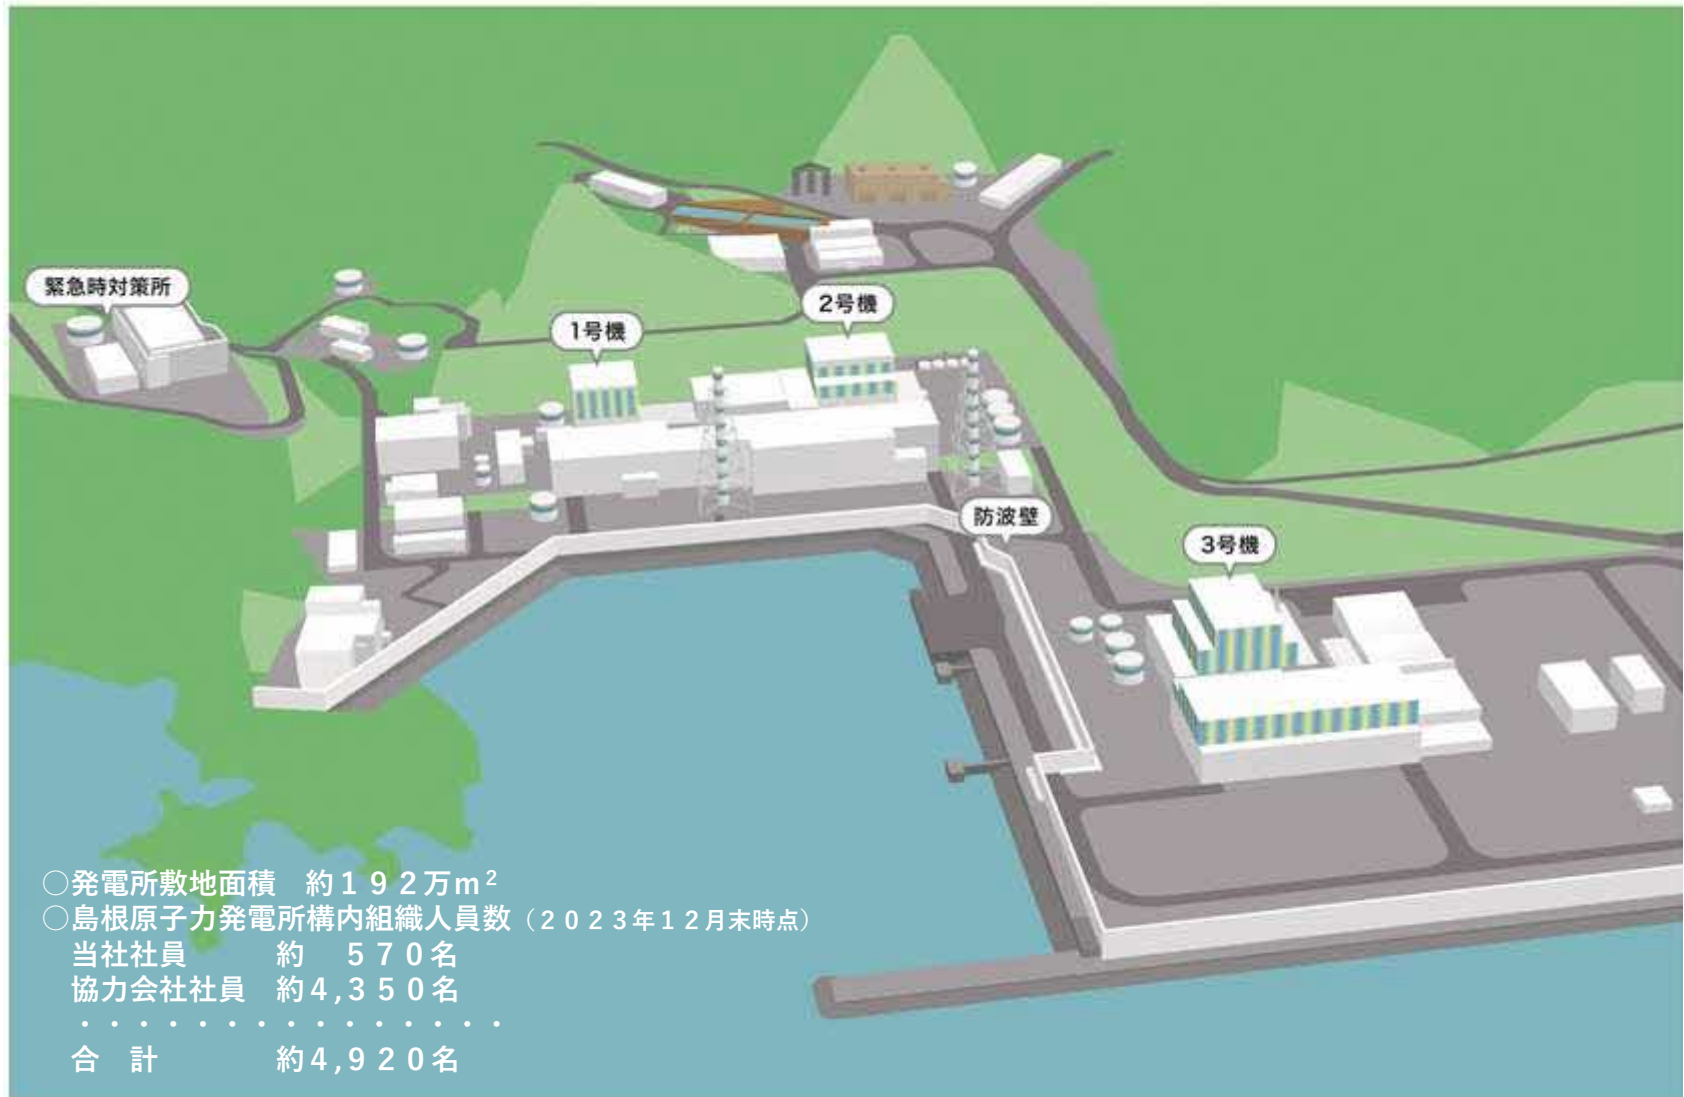 緊急時対策所
2号機
1号機
防波壁
3号機
○発電所敷地面積　約１９２万m²
○島根原子力発電所構内組織人員数（２０２３年１２月末時点）
当社社員　　　約　５７０名
協力会社社員　約４,３５０名
・・・・・・・・・・・・・・・
合　計　　　　約４,９２０名